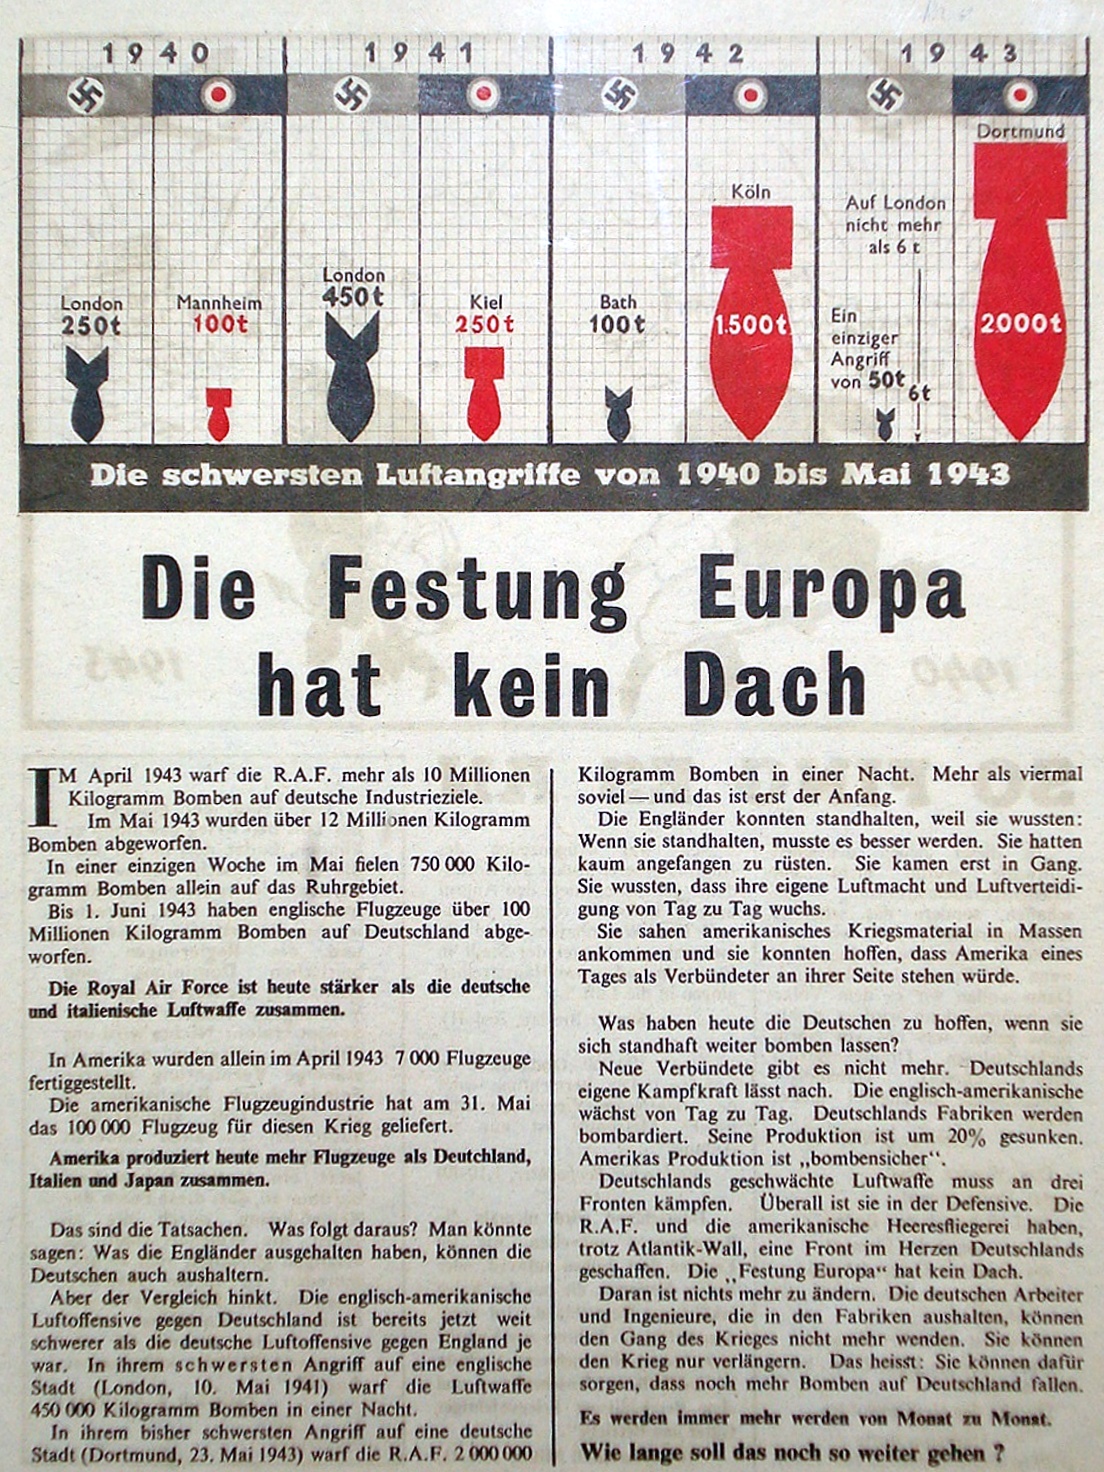 1940 1941 1942 1943
Dortmund
Köln
Auf London
nicht mehr
als 6 t
London
450t
London
250t
Mannheim
100t
Kiel
250t
Bath
100t
1.500t
Ein
einziger
Angriff
von 50t
6t
2000t
Die schwersten Luftangriffe von 1940 bis Mai 1943
Die Festung Europa
hat kein Dach
IM April 1943 warf die R.A.F. mehr als 10 Millionen
Kilogramm Bomben auf deutsche Industrieziele.
Im Mai 1943 wurden über 12 Millionen Kilogramm
Bomben abgeworfen.
In einer einzigen Woche im Mai fielen 750 000 Kilo-
gramm Bomben allein auf das Ruhrgebiet.
Bis 1. Juni 1943 haben englische Flugzeuge über 100
Millionen Kilogramm Bomben auf Deutschland abge-
worfen.
Die Royal Air Force ist heute stärker als die deutsche
und italienische Luftwaffe zusammen.
In Amerika wurden allein im April 1943 7 000 Flugzeuge
fertiggestellt.
Die amerikanische Flugzeugindustrie hat am 31. Mai
das 100 000 Flugzeug für diesen Krieg geliefert.
Amerika produziert heute mehr Flugzeuge als Deutchland,
Italien und Japan zusammen.
Das sind die Tatsachen. Was folgt daraus? Man könnte
sagen: Was die Engländer ausgehalten haben, können die
Deutschen auch aushaltern.
Aber der Vergleich hinkt. Die englisch-amerikanische
Luftoffensive gegen Deutschland ist bereits jetzt weit
schwerer als die deutsche Luftoffensive gegen England je
war. In ihrem schwersten Angriff auf eine englische
Stadt (London, 10. Mai 1941) warf die Luftwaffe
450 000 Kilogramm Bomben in einer Nacht.
In ihrem bisher schwersten Angriff auf eine deutsche
Stadt (Dortmund, 23. Mai 1943) warf die R.A.F. 2 000 000
Kilogramm Bomben in einer Nacht. Mehr als viermal
soviel — und das ist erst der Anfang.
Die Engländer konnten standhalten, weil sie wussten:
Wenn sie standhalten, musste es besser werden. Sie hatten
kaum angefangen zu rüsten. Sie kamen erst in Gang.
Sie wussten, dass ihre eigene Luftmacht und Luftverteidi-
gung von Tag zu Tag wuchs.
Sie sahen amerikanisches Kriegsmaterial in Massen
ankommen und sie konnten hoffen, dass Amerika eines
Tages als Verbündeter an ihrer Seite stehen würde.
Was haben heute die Deutschen zu hoffen, wenn sie
sich standhaft weiter bomben lassen?
Neue Verbündete gibt es nicht mehr. Deutschlands
eigene Kampfkraft lässt nach. Die englisch-amerikanische
wächst von Tag zu Tag. Deutschlands Fabriken werden
bombardiert. Seine Produktion ist um 20% gesunken.
Amerikas Produktion ist „bombensicher“.
Deutschlands geschwächte Luftwaffe muss an drei
Fronten kämpfen. Überall ist sie in der Defensive. Die
R.A.F. und die amerikanische Heeresfliegerei haben,
trotz Atlantik-Wall, eine Front im Herzen Deutschlands
geschaffen. Die „Festung Europa“ hat kein Dach.
Daran ist nichts mehr zu ändern. Die deutschen Arbeiter
und Ingenieure, die in den Fabriken aushalten, können
den Gang des Krieges nicht mehr wenden. Sie können
den Krieg nur verlängern. Das heisst: Sie können dafür
sorgen, dass noch mehr Bomben auf Deutschland fallen.
Es werden immer mehr werden von Monat zu Monat.
Wie lange soll das noch so weiter gehen ?